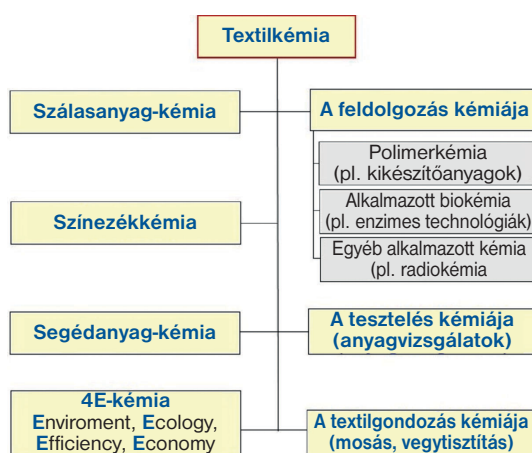 Textilkémia
Szálasanyag-kémia
A feldolgozás kémiája
Polimerkémia
(pl. kikészítőanyagok)
Alkalmazott biokémia
(pl. enzimes technológiák)
Egyéb alkalmazott kémia
(pl. radiokémia
Színezékkémia
Segédanyag-kémia
A tesztelés kémiája
(anyagvizsgálatok)
4E-kémia
Enviroment, Ecology,
Efficiency, Economy
A textilgondozás kémiája
(mosás, vegytisztítás)